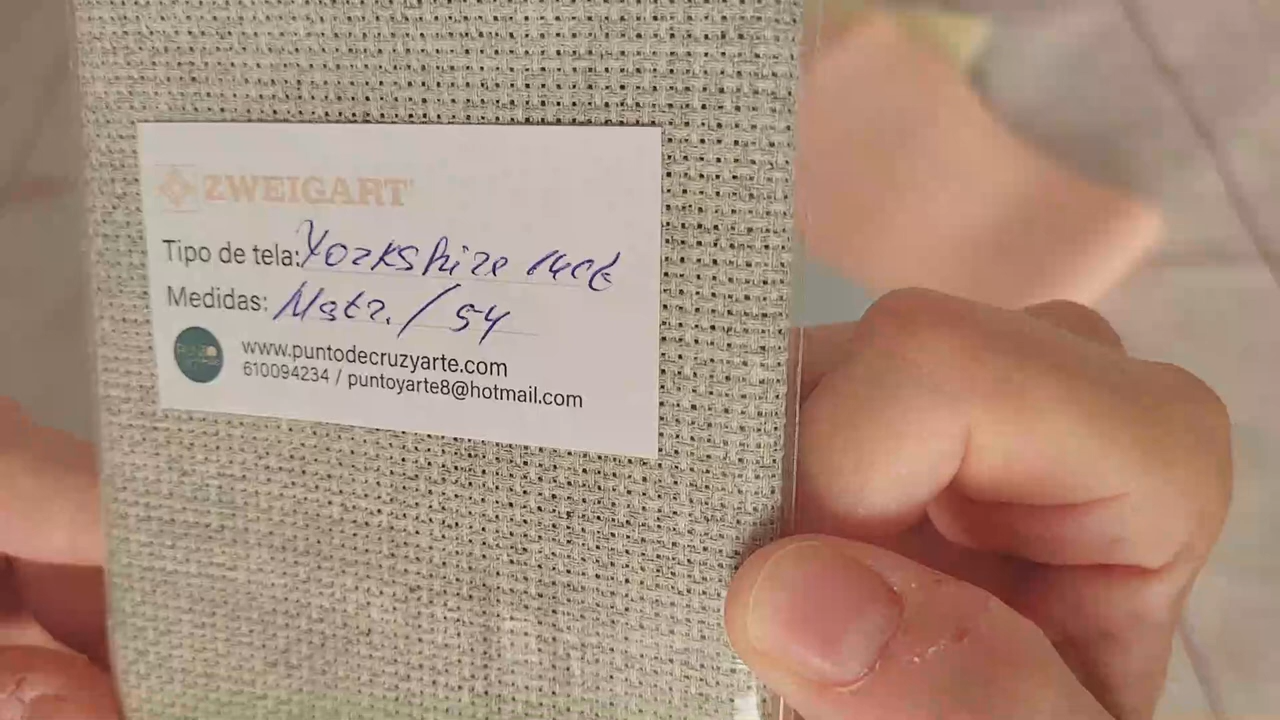 ZWEIGART
Tipo de tela: Yorkshire 14ct
Medidas: / 54
www.puntodecruzyarte.com
610094234 / puntoyarte8@hotmail.com